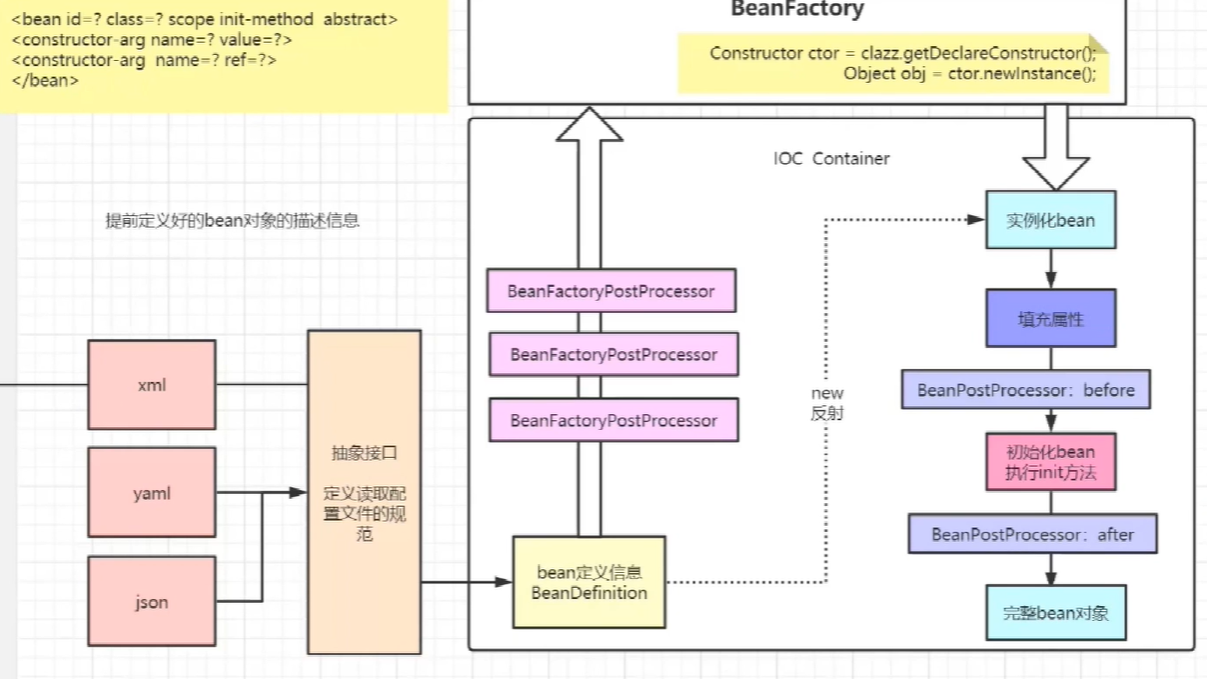 <bean id=? class=? scope init-method abstract>
<constructor-arg name=? value=?>
<constructor-arg name=? ref=?>
</bean>
BeanFactory
Constructor ctor = clazz.getDeclareConstructor();
Object obj = ctor.newInstance();
IOC Container
提前定义好的bean对象的描述信息
实例化bean
BeanFactoryPostProcessor
填充属性
BeanFactoryPostProcessor
xml
new
反射
BeanPostProcessor: before
BeanFactoryPostProcessor
抽象接口
定义读取配
置文件的规
范
初始化bean
执行init方法
yaml
BeanPostProcessor: after
bean定义信息
BeanDefinition
json
完整bean对象